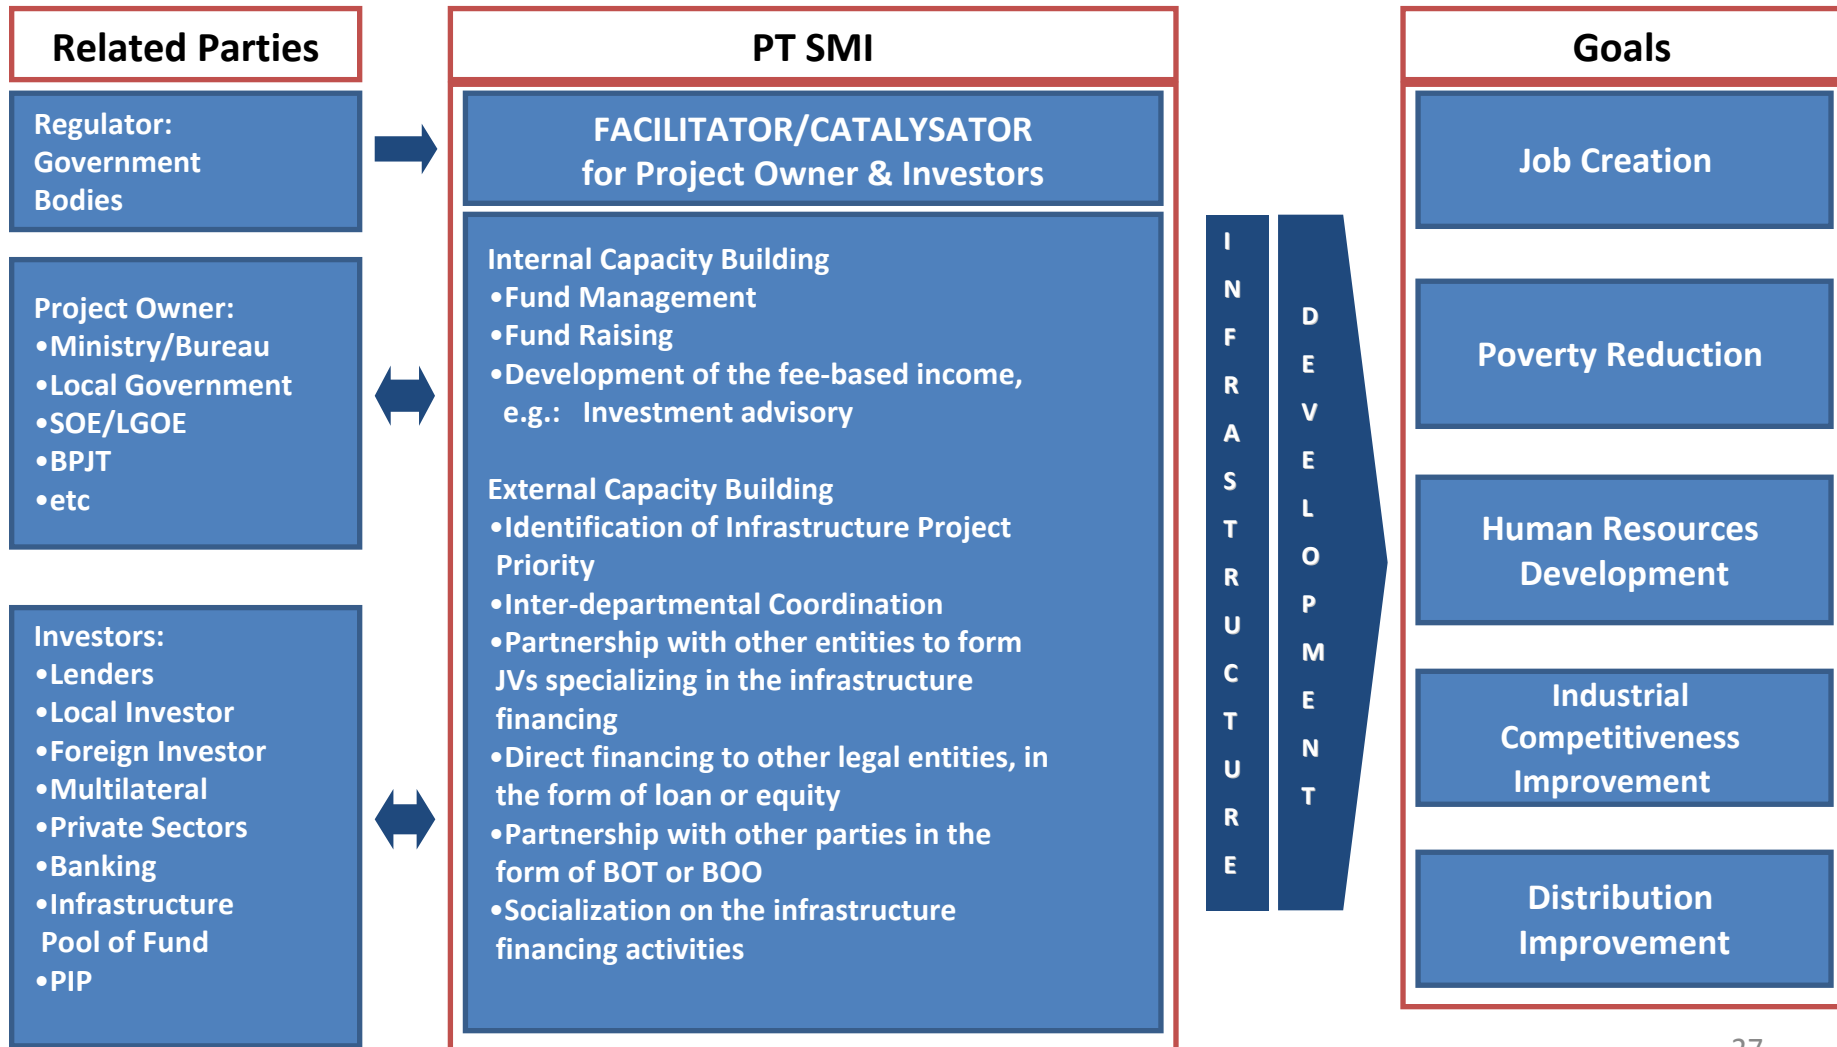 Related Parties
Regulator:
Government
Bodies
Project Owner:
•Ministry/Bureau
•Local Government
•SOE/LGOE
•BPJT
•etc
Investors:
•Lenders
•Local Investor
•Foreign Investor
•Multilateral
•Private Sectors
•Banking
•Infrastructure
Pool of Fund
•PIP
PT SMI
FACILITATOR/CATALYSATOR
for Project Owner & Investors
Internal Capacity Building
•Fund Management
•Fund Raising
•Development of the fee-based income,
e.g.: Investment advisory
External Capacity Building
•Identification of Infrastructure Project
Priority
•Inter-departmental Coordination
•Partnership with other entities to form
JVs specializing in the infrastructure
financing
•Direct financing to other legal entities, in
the form of loan or equity
•Partnership with other parties in the
form of BOT or BOO
•Socialization on the infrastructure
financing activities
INFRASTRUCTURE
DEVELOPMENT
Goals
Job Creation
Poverty Reduction
Human Resources
Development
Industrial
Competitiveness
Improvement
Distribution
Improvement